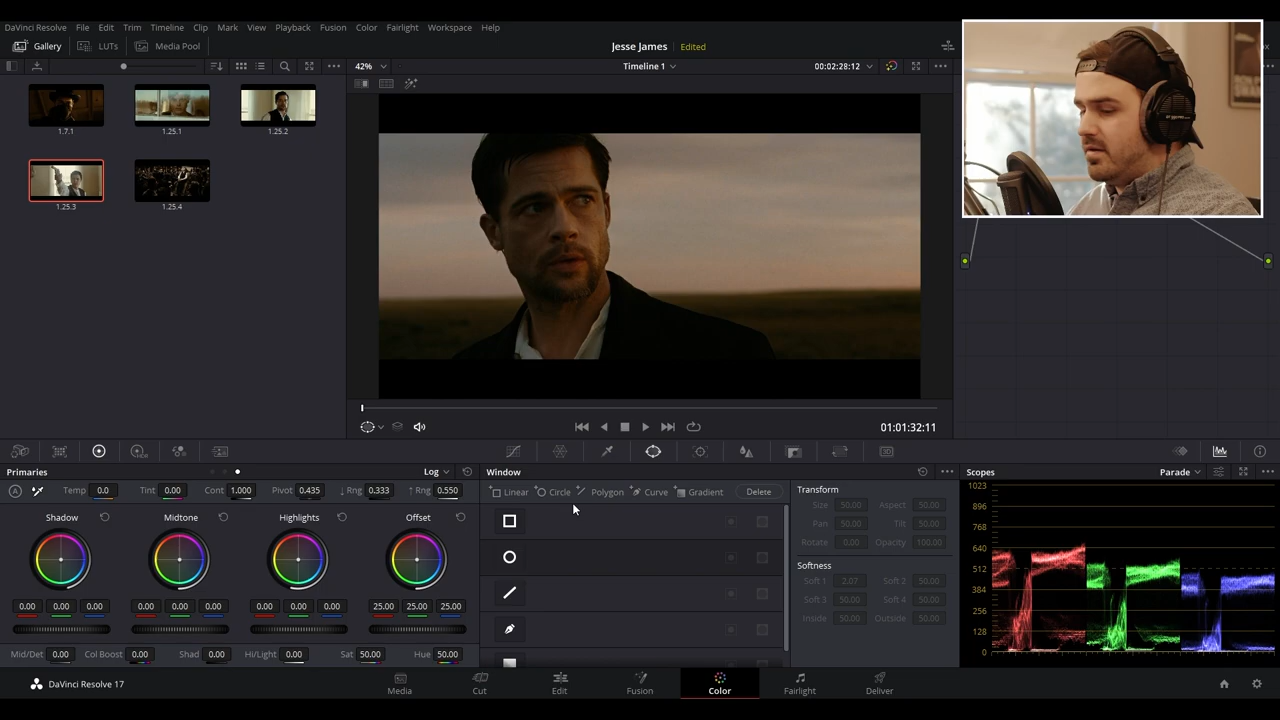 DaVinci Resolve File Edit Trim Timeline Clip Mark View Playback Fusion Color Fairlight Workspace Help
Gallery LUTs Media Pool Jesse James Edited
42% Timeline 1 00:02:28:12
1.7.1 1.25.1 1.25.2
1.25.3 1.25.4
01:01:32:11
Primaries Log Window Scopes Parade
Temp 0.0 Tint 0.00 Cont 1.000 Pivot 0.435 ↓ Rng 0.333 ↑ Rng 0.550
Linear Circle Polygon Curve Gradient Delete
Shadow Midtone Highlights Offset
0.00 0.00 0.00 0.00 0.00 0.00 0.00 0.00 0.00 25.00 25.00 25.00
Mid/Det 0.00 Col Boost 0.00 Shad 0.00 Hi/Light 0.00 Sat 50.00 Hue 50.00
Transform
Size 50.00 Aspect 50.00
Pan 50.00 Tilt 50.00
Rotate 0.00 Opacity 100.00
Softness
Soft 1 2.07 Soft 2 50.00
Soft 3 50.00 Soft 4 50.00
Inside 50.00 Outside 50.00
1023
896
768
640
512
384
256
128
0
DaVinci Resolve 17 Media Cut Edit Fusion Color Fairlight Deliver